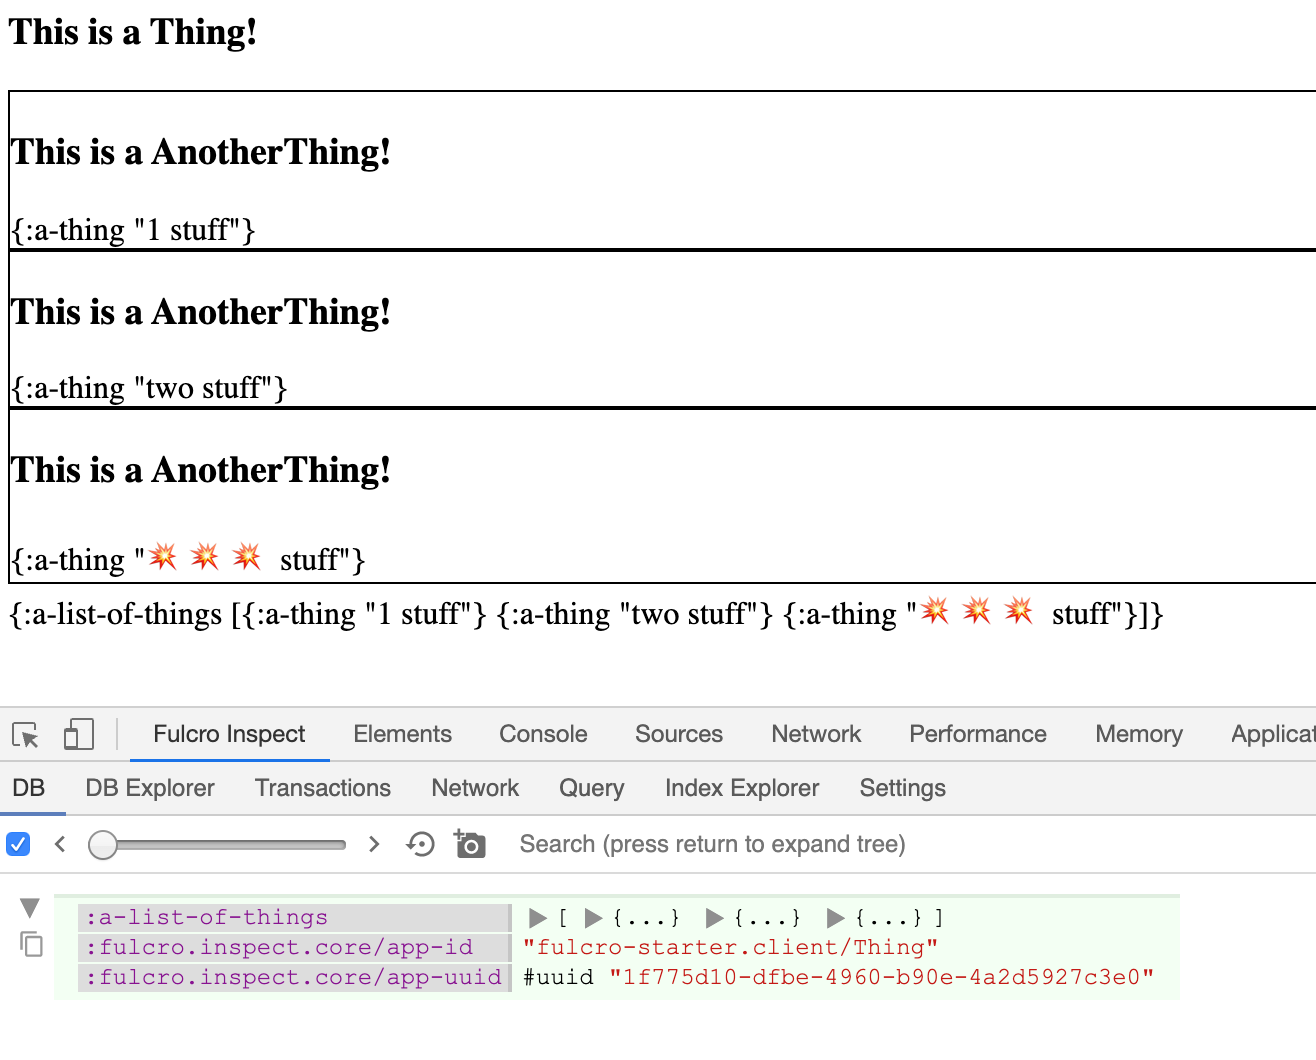 This is a Thing!
This is a AnotherThing!
{:a-thing "1 stuff"}
This is a AnotherThing!
{:a-thing "two stuff"}
This is a AnotherThing!
{:a-thing "💥 💥 💥 stuff"}
{:a-list-of-things [{:a-thing "1 stuff"} {:a-thing "two stuff"} {:a-thing "💥 💥 💥 stuff"}]}
Fulcro Inspect Elements Console Sources Network Performance Memory Applicat
DB DB Explorer Transactions Network Query Index Explorer Settings
Search (press return to expand tree)
:a-list-of-things ▶ [ ▶ {...} ▶ {...} ▶ {...} ]
:fulcro.inspect.core/app-id "fulcro-starter.client/Thing"
:fulcro.inspect.core/app-uuid #uuid "1f775d10-dfbe-4960-b90e-4a2d5927c3e0"